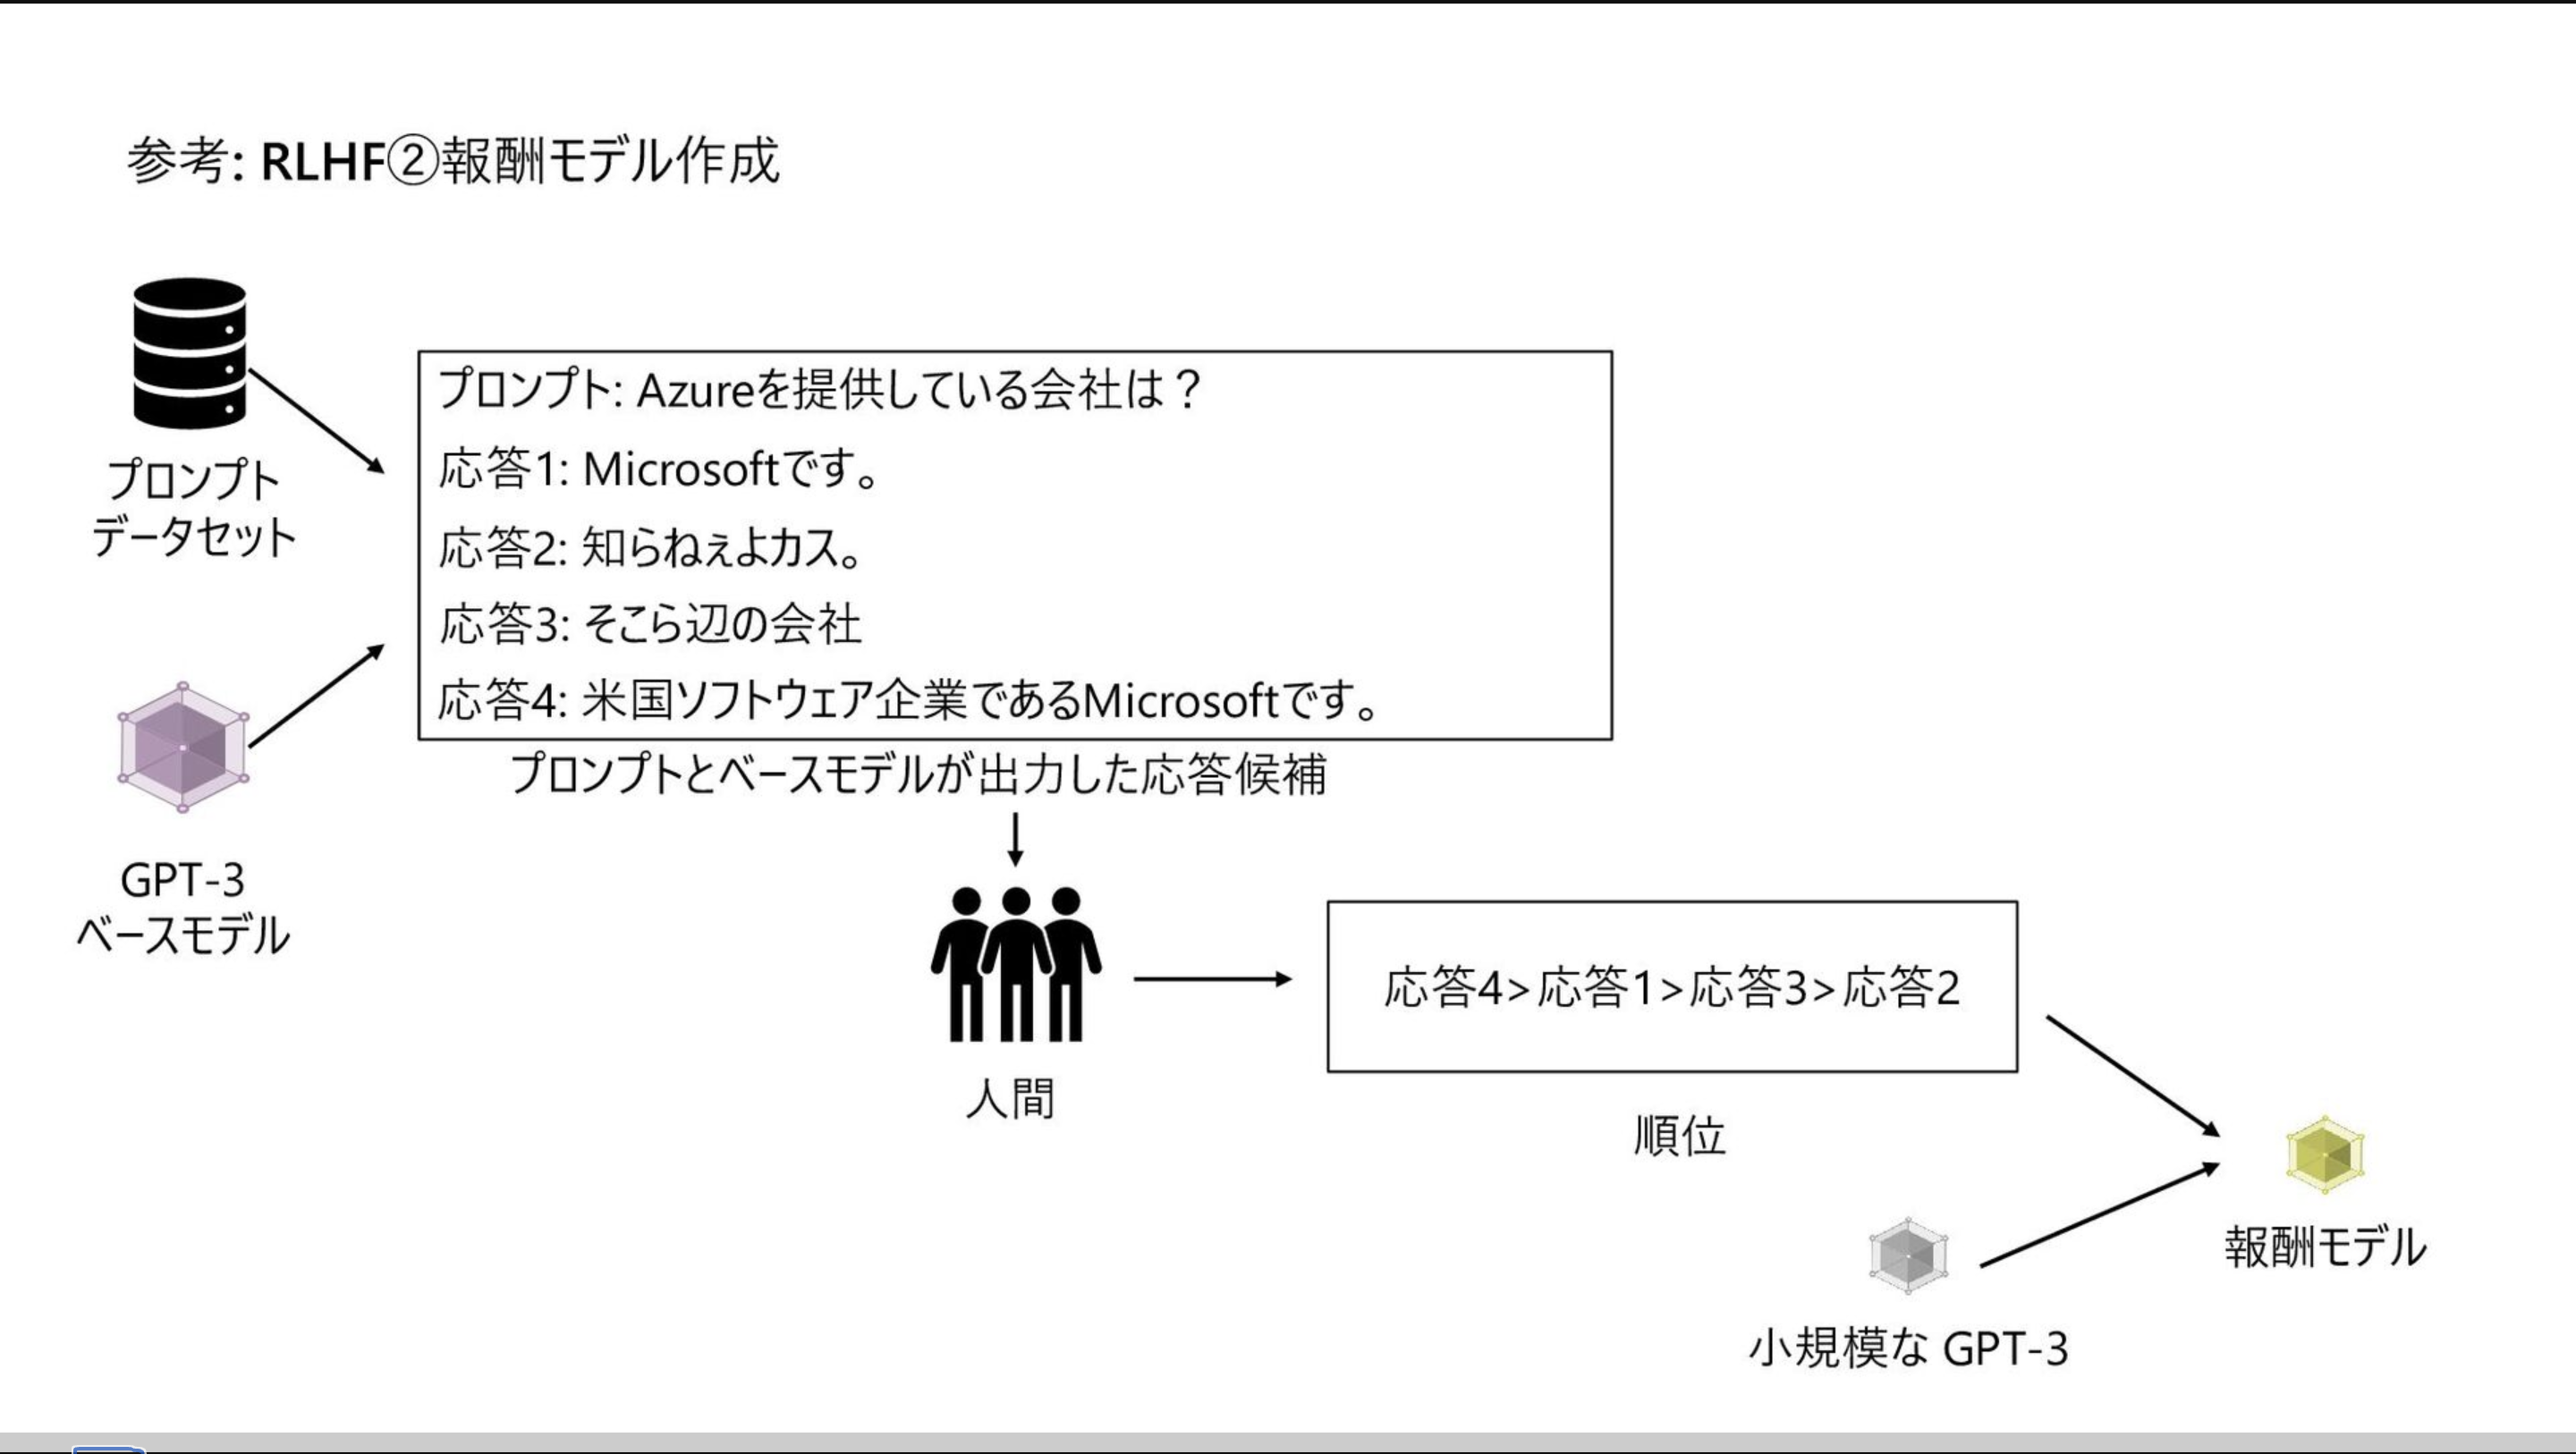 参考: RLHF②報酬モデル作成
プロンプト
データセット
プロンプト: Azureを提供している会社は？
応答1: Microsoftです。
応答2: 知らねぇよカス。
応答3: そこら辺の会社
応答4: 米国ソフトウェア企業であるMicrosoftです。
プロンプトとベースモデルが出力した応答候補
GPT-3
ベースモデル
人間
応答4>応答1>応答3>応答2
順位
報酬モデル
小規模な GPT-3